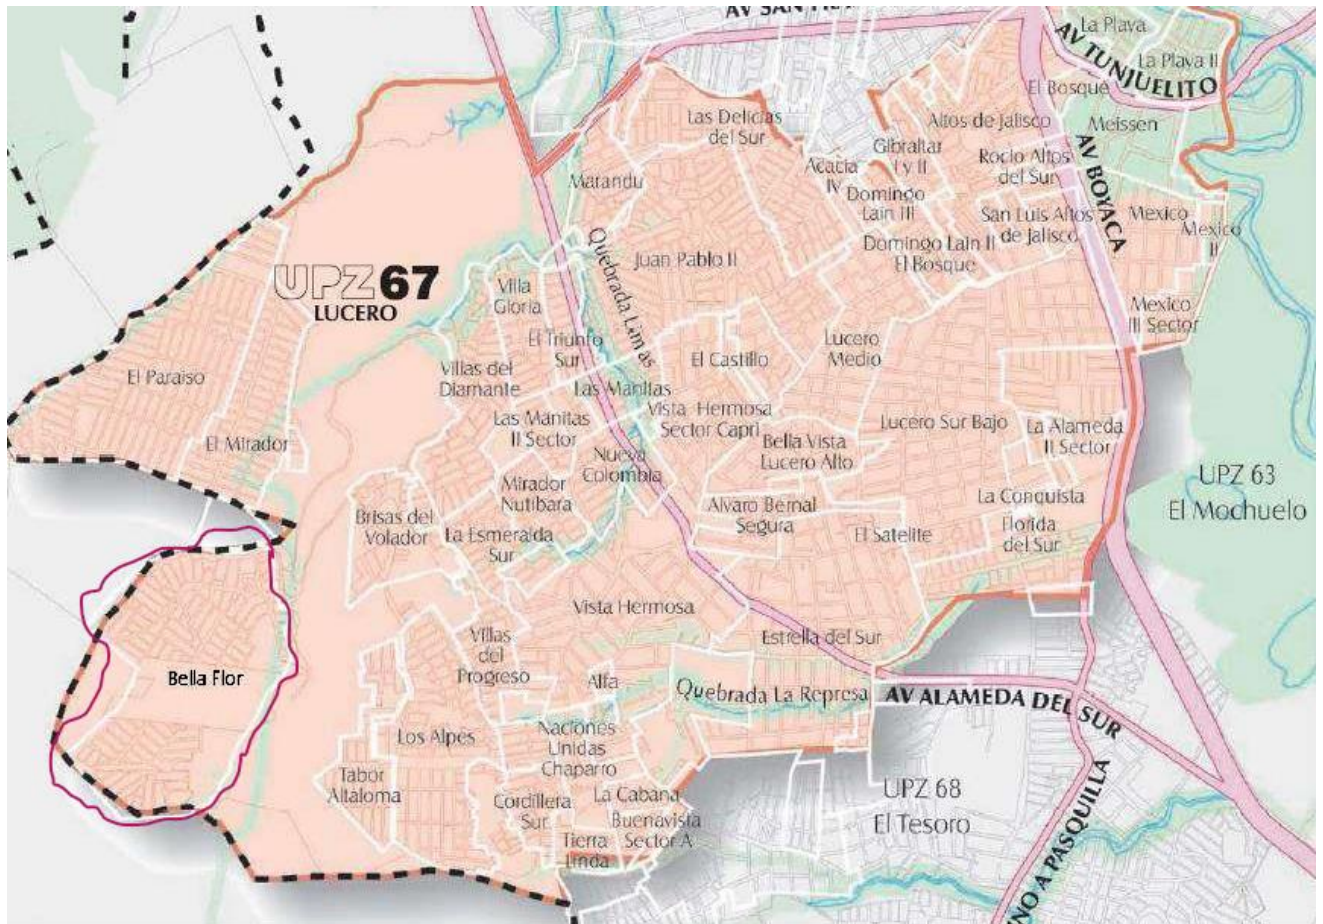 La Playa
La Playa II
AV TUNJUELITO
El Bosque
Meissen
Las Delicias
del Sur
Altos de Jalisco
Gibraltar
I y II
Acacia
IV
Rocio Altos
del Sur
AV BOYACA
Marandu
Domingo
Lain III
San Luis Altos
de Jalisco
Mexico
Mexico
II
Quebrada Limas
Juan Pablo II
Domingo Lain II
El Bosque
UPZ67
LUCERO
Villa
Gloria
Mexico
III Sector
El Triunfo
Sur
El Castillo
Lucero
Medio
El Paraiso
Villas del
Diamante
Las Manitas
Las Manitas
II Sector
Vista Hermosa
Sector Capri
Lucero Sur Bajo
La Alameda
II Sector
El Mirador
Bella Vista
Lucero Alto
Nueva
Colombia
UPZ 63
El Mochuelo
Mirador
Nutibara
La Conquista
Alvaro Bernal
Segura
Brisas del
Volador
La Esmeralda
Sur
El Satelite
Florida
del Sur
Vista Hermosa
Villas
del
Progreso
Estrella del Sur
Bella Flor
Alfa
Quebrada La Represa
AV ALAMEDA DEL SUR
Los Alpes
Naciones
Unidas
Chaparro
Tabor
Altaloma
Cordillera
Sur
La Cabana
Buenavista
Sector A
UPZ 68
El Tesoro
Tierra
Linda
NO A PASQUILLA